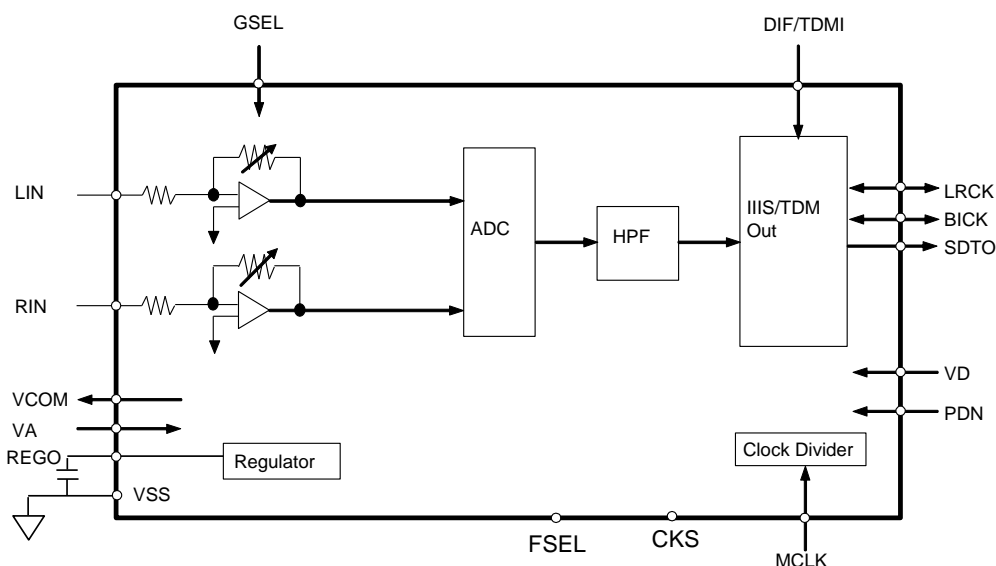 GSEL
DIF/TDMI
LIN
RIN
ADC
HPF
IIIS/TDM
Out
LRCK
BICK
SDTO
VD
PDN
VCOM
VA
REGO
VSS
Regulator
Clock Divider
FSEL
CKS
MCLK